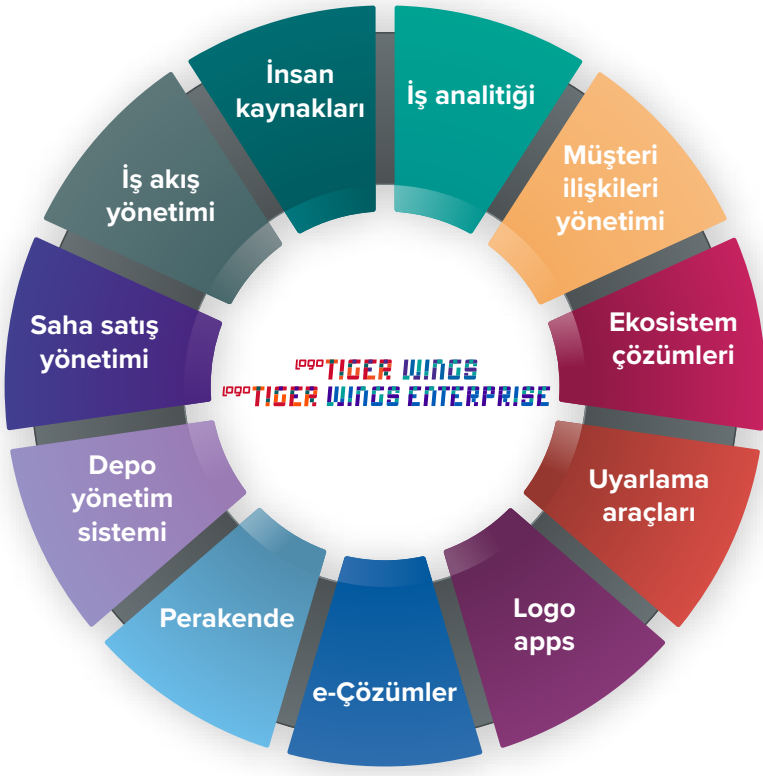 İnsan
kaynakları
İş analitiği
Müşteri
ilişkileri
yönetimi
Ekosistem
çözümleri
Uyarlama
araçları
Logo
apps
e-Çözümler
Perakende
Depo
yönetim
sistemi
Saha satış
yönetimi
İş akış
yönetimi
LOGO TIGER WINGS
LOGO TIGER WINGS ENTERPRISE